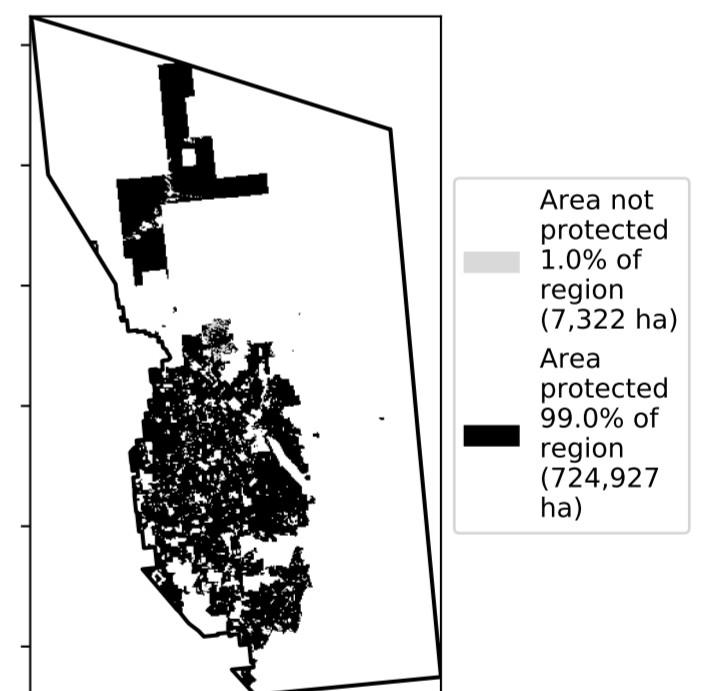 Area not
protected
1.0% of
region
(7,322 ha)
Area
protected
99.0% of
region
(724,927
ha)